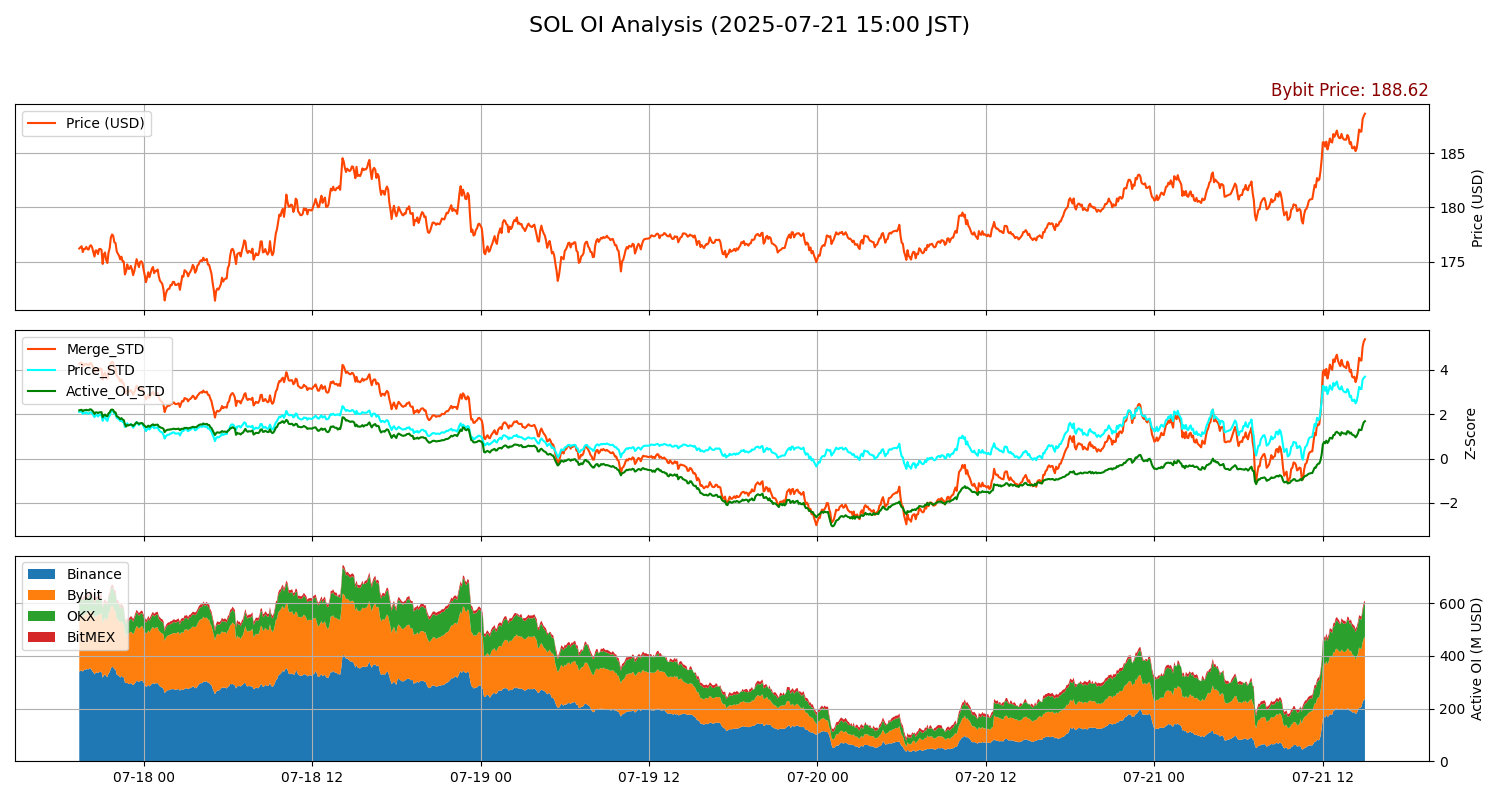 SOL OI Analysis (2025-07-21 15:00 JST)
Bybit Price: 188.62
Price (USD)
185
180
175
Price (USD)
Merge_STD
Price_STD
Active_OI_STD
4
2
0
−2
Z-Score
Binance
Bybit
OKX
BitMEX
600
400
200
0
Active OI (M USD)
07-18 00
07-18 12
07-19 00
07-19 12
07-20 00
07-20 12
07-21 00
07-21 12